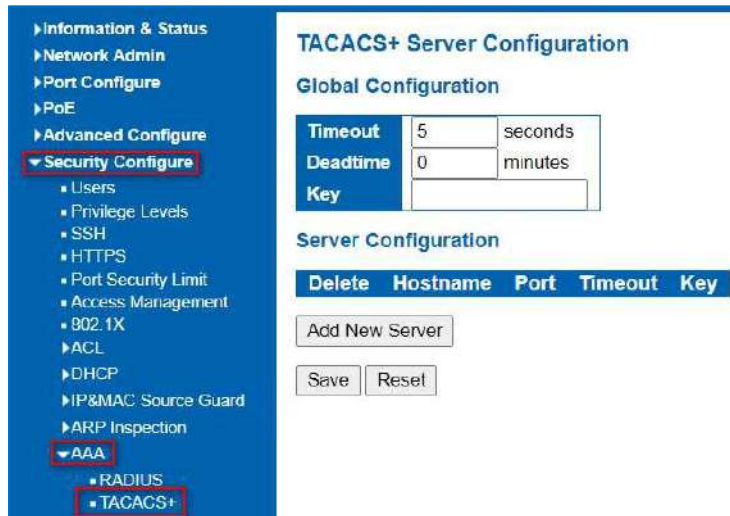 Information & Status
Network Admin
Port Configure
PoE
Advanced Configure
Security Configure
Users
Privilege Levels
SSH
HTTPS
Port Security Limit
Access Management
802.1X
ACL
DHCP
IP&MAC Source Guard
ARP Inspection
AAA
RADIUS
TACACS+
TACACS+ Server Configuration
Global Configuration
Timeout 5 seconds
Deadtime 0 minutes
Key
Server Configuration
Delete Hostname Port Timeout Key
Add New Server
Save Reset